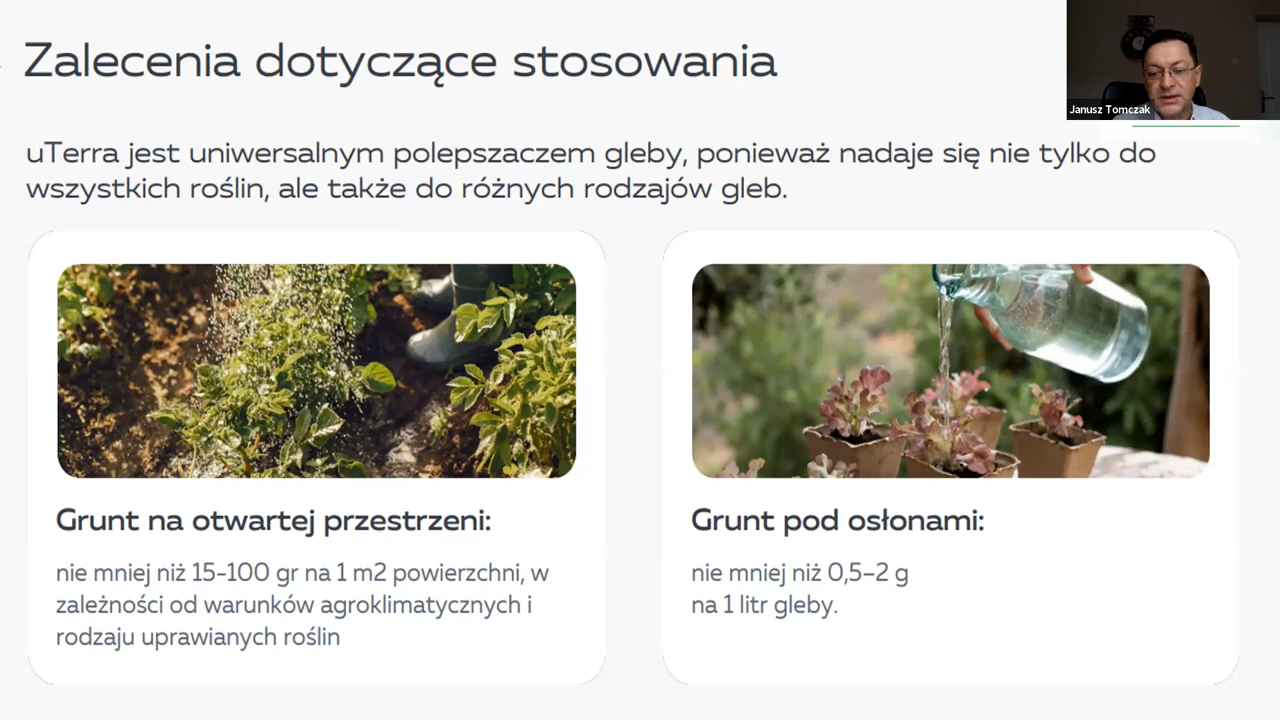 Zalecenia dotyczące stosowania
Janusz Tomczak
uTerra jest uniwersalnym polepszaczem gleby, ponieważ nadaje się nie tylko do
wszystkich roślin, ale także do różnych rodzajów gleb.
Grunt na otwartej przestrzeni:
nie mniej niż 15-100 gr na 1 m2 powierzchni, w
zależności od warunków agroklimatycznych i
rodzaju uprawianych roślin
Grunt pod osłonami:
nie mniej niż 0,5–2 g
na 1 litr gleby.